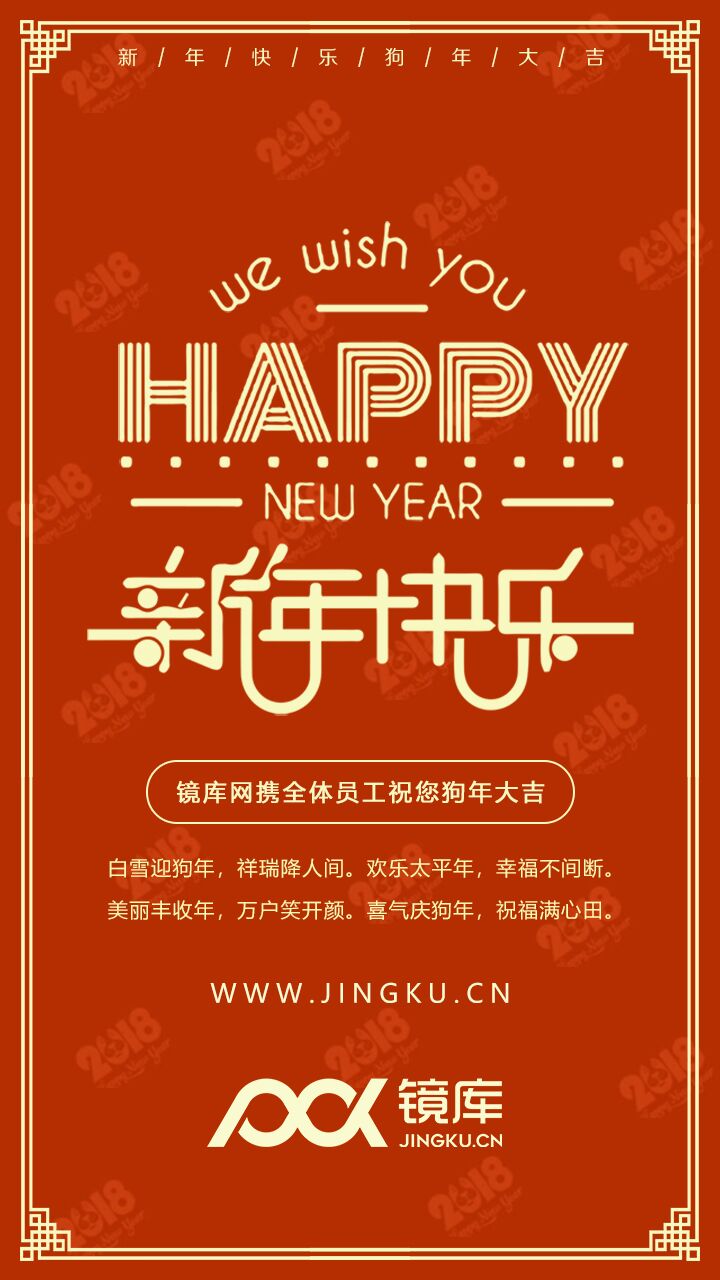 新/年/快/乐/狗/年/大/吉
we wish you
HAPPY
NEW YEAR
新年快乐
镜库网携全体员工祝您狗年大吉
白雪迎狗年，祥瑞降人间。欢乐太平年，幸福不间断。
美丽丰收年，万户笑开颜。喜气庆狗年，祝福满心田。
WWW.JINGKU.CN
镜库
JINGKU.CN
2018
Happy New Year